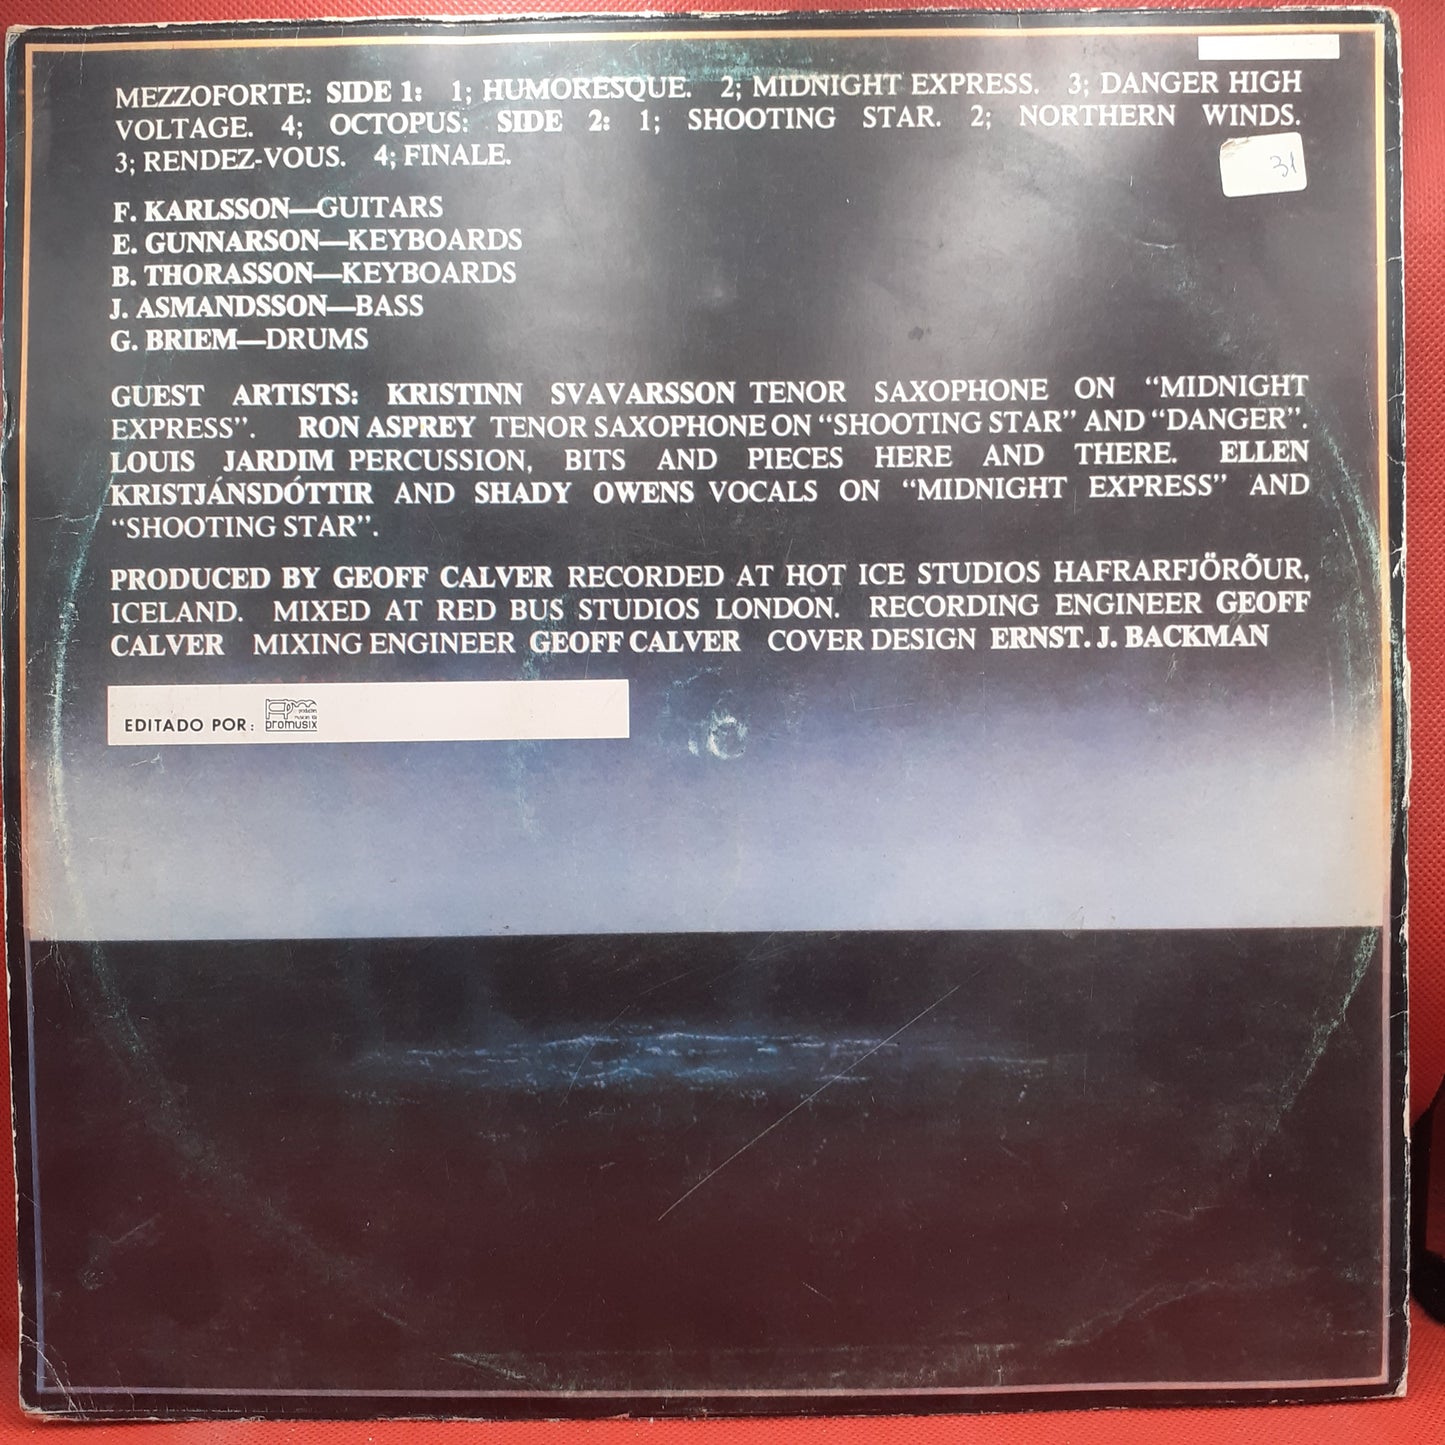 MEZZOFORTE: SIDE 1: 1; HUMORESQUE. 2; MIDNIGHT EXPRESS. 3; DANGER HIGH
VOLTAGE. 4; OCTOPUS: SIDE 2: 1; SHOOTING STAR. 2; NORTHERN WINDS.
3; RENDEZ-VOUS. 4; FINALE.
31
F. KARLSSON—GUITARS
E. GUNNARSON—KEYBOARDS
B. THORASSON—KEYBOARDS
J. ASMANDSSON—BASS
G. BRIEM—DRUMS
GUEST ARTISTS: KRISTINN SVAVARSSON TENOR SAXOPHONE ON “MIDNIGHT
EXPRESS”. RON ASPREY TENOR SAXOPHONE ON “SHOOTING STAR” AND “DANGER”.
LOUIS JARDIM PERCUSSION, BITS AND PIECES HERE AND THERE. ELLEN
KRISTJÁNSDÓTTIR AND SHADY OWENS VOCALS ON “MIDNIGHT EXPRESS” AND
“SHOOTING STAR”.
PRODUCED BY GEOFF CALVER RECORDED AT HOT ICE STUDIOS HAFRARFJÖRÕUR,
ICELAND. MIXED AT RED BUS STUDIOS LONDON. RECORDING ENGINEER GEOFF
CALVER MIXING ENGINEER GEOFF CALVER COVER DESIGN ERNST. J. BACKMAN
EDITADO POR: promusix